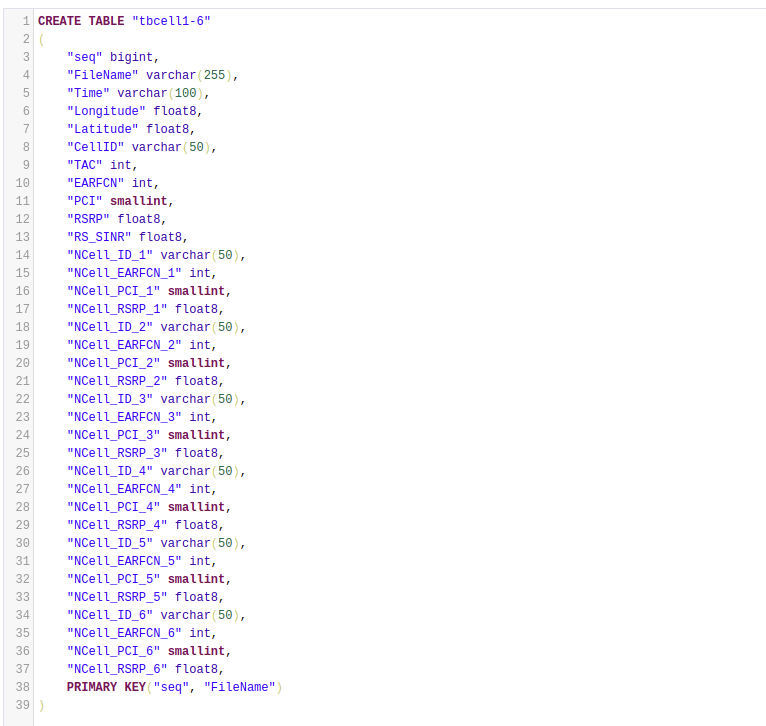 1 CREATE TABLE "tbcell1-6"
2 (
3 "seq" bigint,
4 "FileName" varchar(255),
5 "Time" varchar(100),
6 "Longitude" float8,
7 "Latitude" float8,
8 "CellID" varchar(50),
9 "TAC" int,
10 "EARFCN" int,
11 "PCI" smallint,
12 "RSRP" float8,
13 "RS_SINR" float8,
14 "NCell_ID_1" varchar(50),
15 "NCell_EARFCN_1" int,
16 "NCell_PCI_1" smallint,
17 "NCell_RSRP_1" float8,
18 "NCell_ID_2" varchar(50),
19 "NCell_EARFCN_2" int,
20 "NCell_PCI_2" smallint,
21 "NCell_RSRP_2" float8,
22 "NCell_ID_3" varchar(50),
23 "NCell_EARFCN_3" int,
24 "NCell_PCI_3" smallint,
25 "NCell_RSRP_3" float8,
26 "NCell_ID_4" varchar(50),
27 "NCell_EARFCN_4" int,
28 "NCell_PCI_4" smallint,
29 "NCell_RSRP_4" float8,
30 "NCell_ID_5" varchar(50),
31 "NCell_EARFCN_5" int,
32 "NCell_PCI_5" smallint,
33 "NCell_RSRP_5" float8,
34 "NCell_ID_6" varchar(50),
35 "NCell_EARFCN_6" int,
36 "NCell_PCI_6" smallint,
37 "NCell_RSRP_6" float8,
38 PRIMARY KEY("seq", "FileName")
39 )